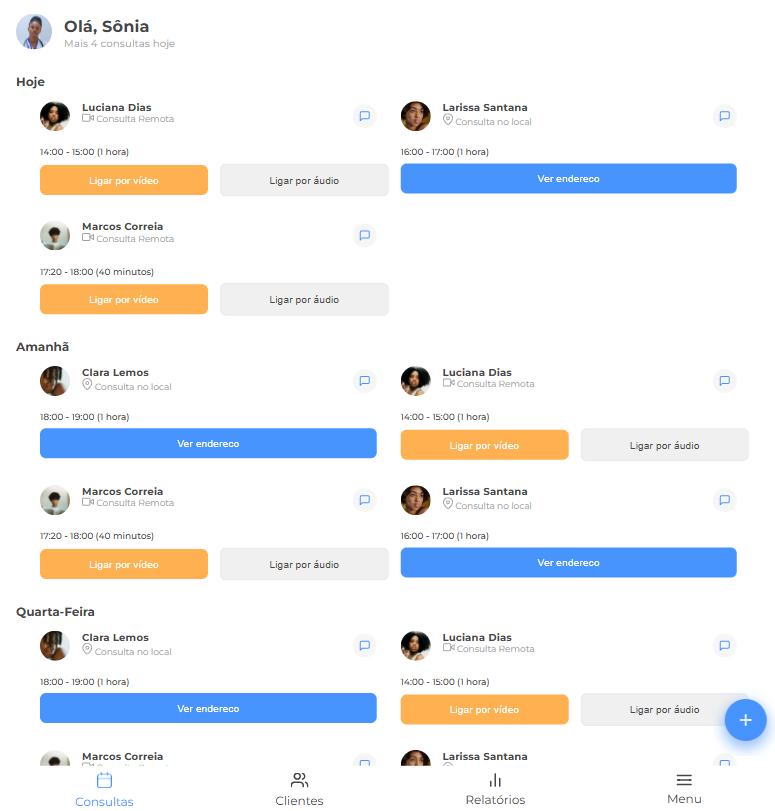 Olá, Sônia
Mais 4 consultas hoje
Hoje
Luciana Dias
Consulta Remota
14:00 - 15:00 (1 hora)
Ligar por vídeo
Ligar por áudio
Larissa Santana
Consulta no local
16:00 - 17:00 (1 hora)
Ver endereco
Marcos Correia
Consulta Remota
17:20 - 18:00 (40 minutos)
Ligar por vídeo
Ligar por áudio
Amanhã
Clara Lemos
Consulta no local
18:00 - 19:00 (1 hora)
Ver endereco
Luciana Dias
Consulta Remota
14:00 - 15:00 (1 hora)
Ligar por vídeo
Ligar por áudio
Marcos Correia
Consulta Remota
17:20 - 18:00 (40 minutos)
Ligar por vídeo
Ligar por áudio
Larissa Santana
Consulta no local
16:00 - 17:00 (1 hora)
Ver endereco
Quarta-Feira
Clara Lemos
Consulta no local
18:00 - 19:00 (1 hora)
Ver endereco
Luciana Dias
Consulta Remota
14:00 - 15:00 (1 hora)
Ligar por vídeo
Ligar por áudio
Marcos Correia
Larissa Santana
Consultas
Clientes
Relatórios
Menu